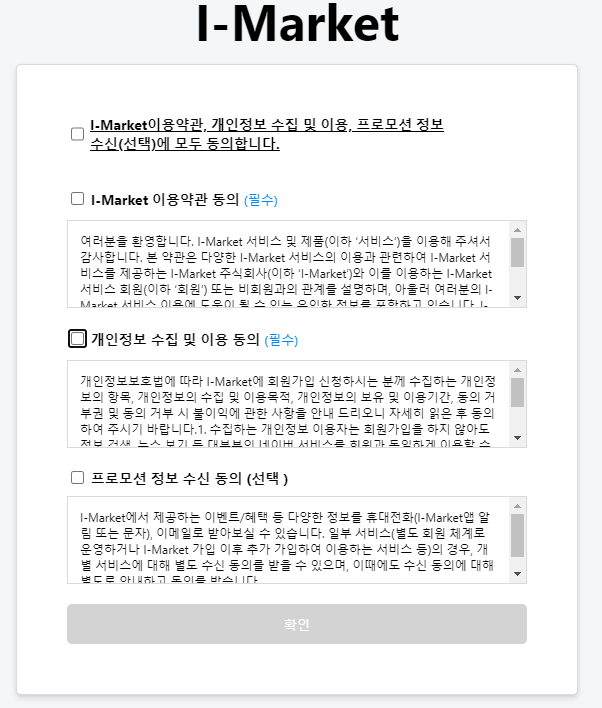 I-Market
I-Market이용약관, 개인정보 수집 및 이용, 프로모션 정보
수신(선택)에 모두 동의합니다.
I-Market 이용약관 동의 (필수)
여러분을 환영합니다. I-Market 서비스 및 제품(이하 ‘서비스’)을 이용해 주셔서
감사합니다. 본 약관은 다양한 I-Market 서비스의 이용과 관련하여 I-Market 서
비스를 제공하는 I-Market 주식회사(이하 ‘I-Market’)와 이를 이용하는 I-Market
서비스 회원(이하 ‘회원’) 또는 비회원과의 관계를 설명하며, 아울러 여러분의 I-
Market 서비스 이용에 도움이 될 수 있는 유익한 정보를 포함하고 있습니다. I-
개인정보 수집 및 이용 동의 (필수)
개인정보보호법에 따라 I-Market에 회원가입 신청하시는 분께 수집하는 개인정
보의 항목, 개인정보의 수집 및 이용목적, 개인정보의 보유 및 이용기간, 동의 거
부권 및 동의 거부 시 불이익에 관한 사항을 안내 드리오니 자세히 읽은 후 동의
하여 주시기 바랍니다.1. 수집하는 개인정보 이용자는 회원가입을 하지 않아도
정보 검색, 뉴스 보기 등 대부분의 네이버 서비스를 회원과 동일하게 이용할 수
프로모션 정보 수신 동의 (선택 )
I-Market에서 제공하는 이벤트/혜택 등 다양한 정보를 휴대전화(I-Market앱 알
림 또는 문자), 이메일로 받아보실 수 있습니다. 일부 서비스(별도 회원 체계로
운영하거나 I-Market 가입 이후 추가 가입하여 이용하는 서비스 등)의 경우, 개
별 서비스에 대해 별도 수신 동의를 받을 수 있으며, 이때에도 수신 동의에 대해
별도로 안내하고 동의를 받습니다.
확인